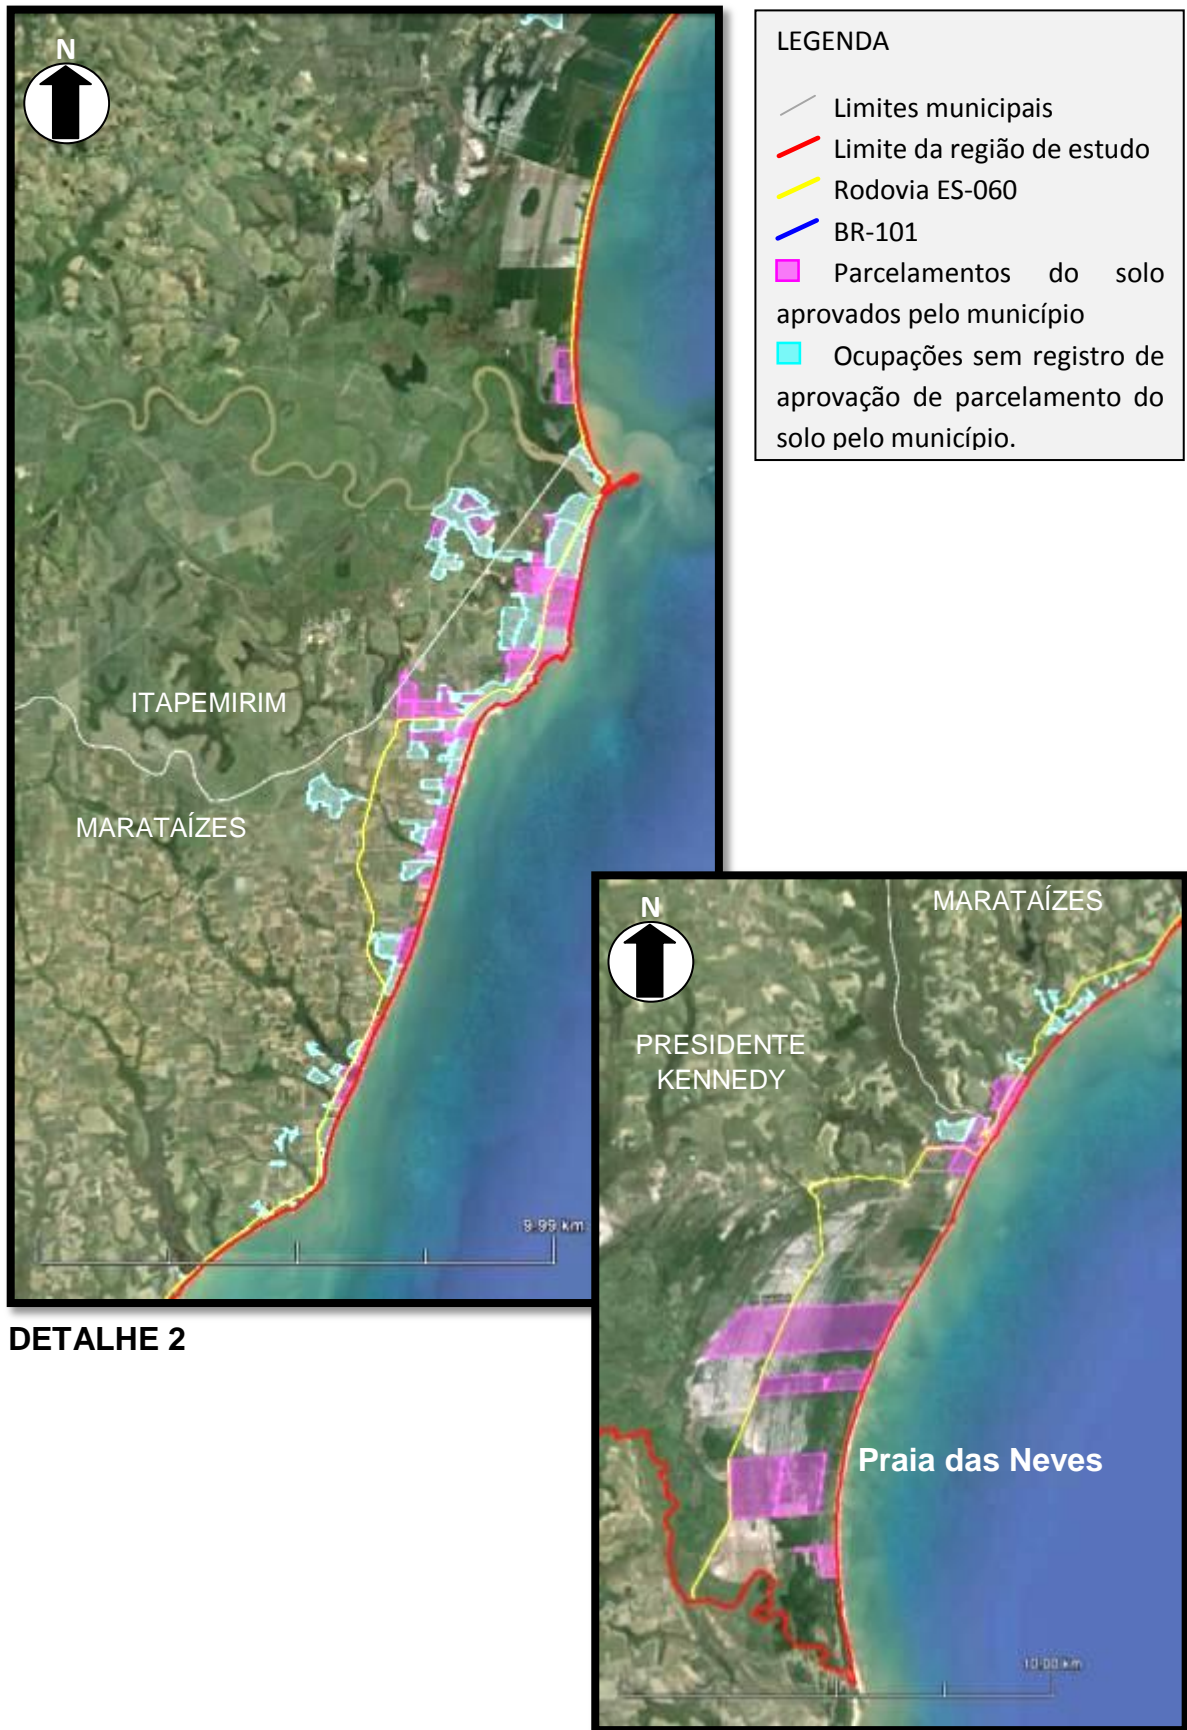 N
ITAPEMIRIM
MARATAÍZES
9.99 km
DETALHE 2
LEGENDA
Limites municipais
Limite da região de estudo
Rodovia ES-060
BR-101
Parcelamentos do solo
aprovados pelo município
Ocupações sem registro de
aprovação de parcelamento do
solo pelo município.
N
MARATAÍZES
PRESIDENTE
KENNEDY
Praia das Neves
10.00 km